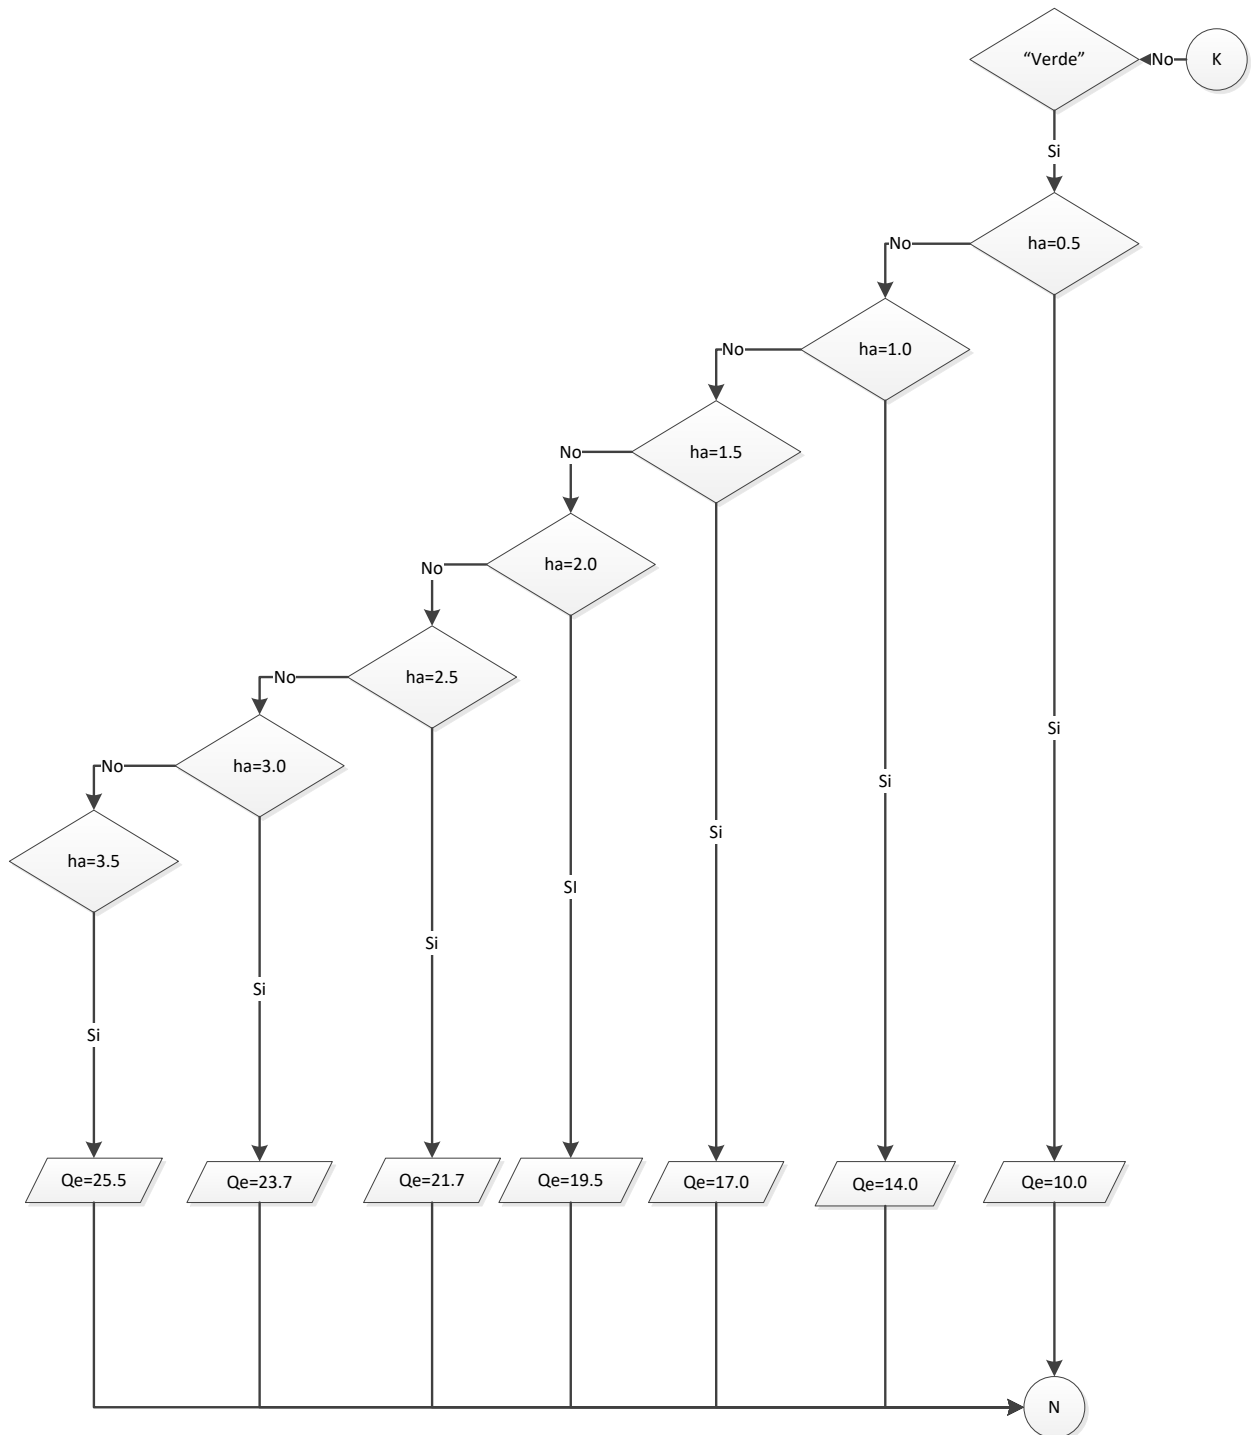 “Verde”
No
K
Si
ha=0.5
No
ha=1.0
No
ha=1.5
No
ha=2.0
No
ha=2.5
No
ha=3.0
No
ha=3.5
Si
Si
Si
SI
Si
Si
Si
Qe=25.5
Qe=23.7
Qe=21.7
Qe=19.5
Qe=17.0
Qe=14.0
Qe=10.0
N